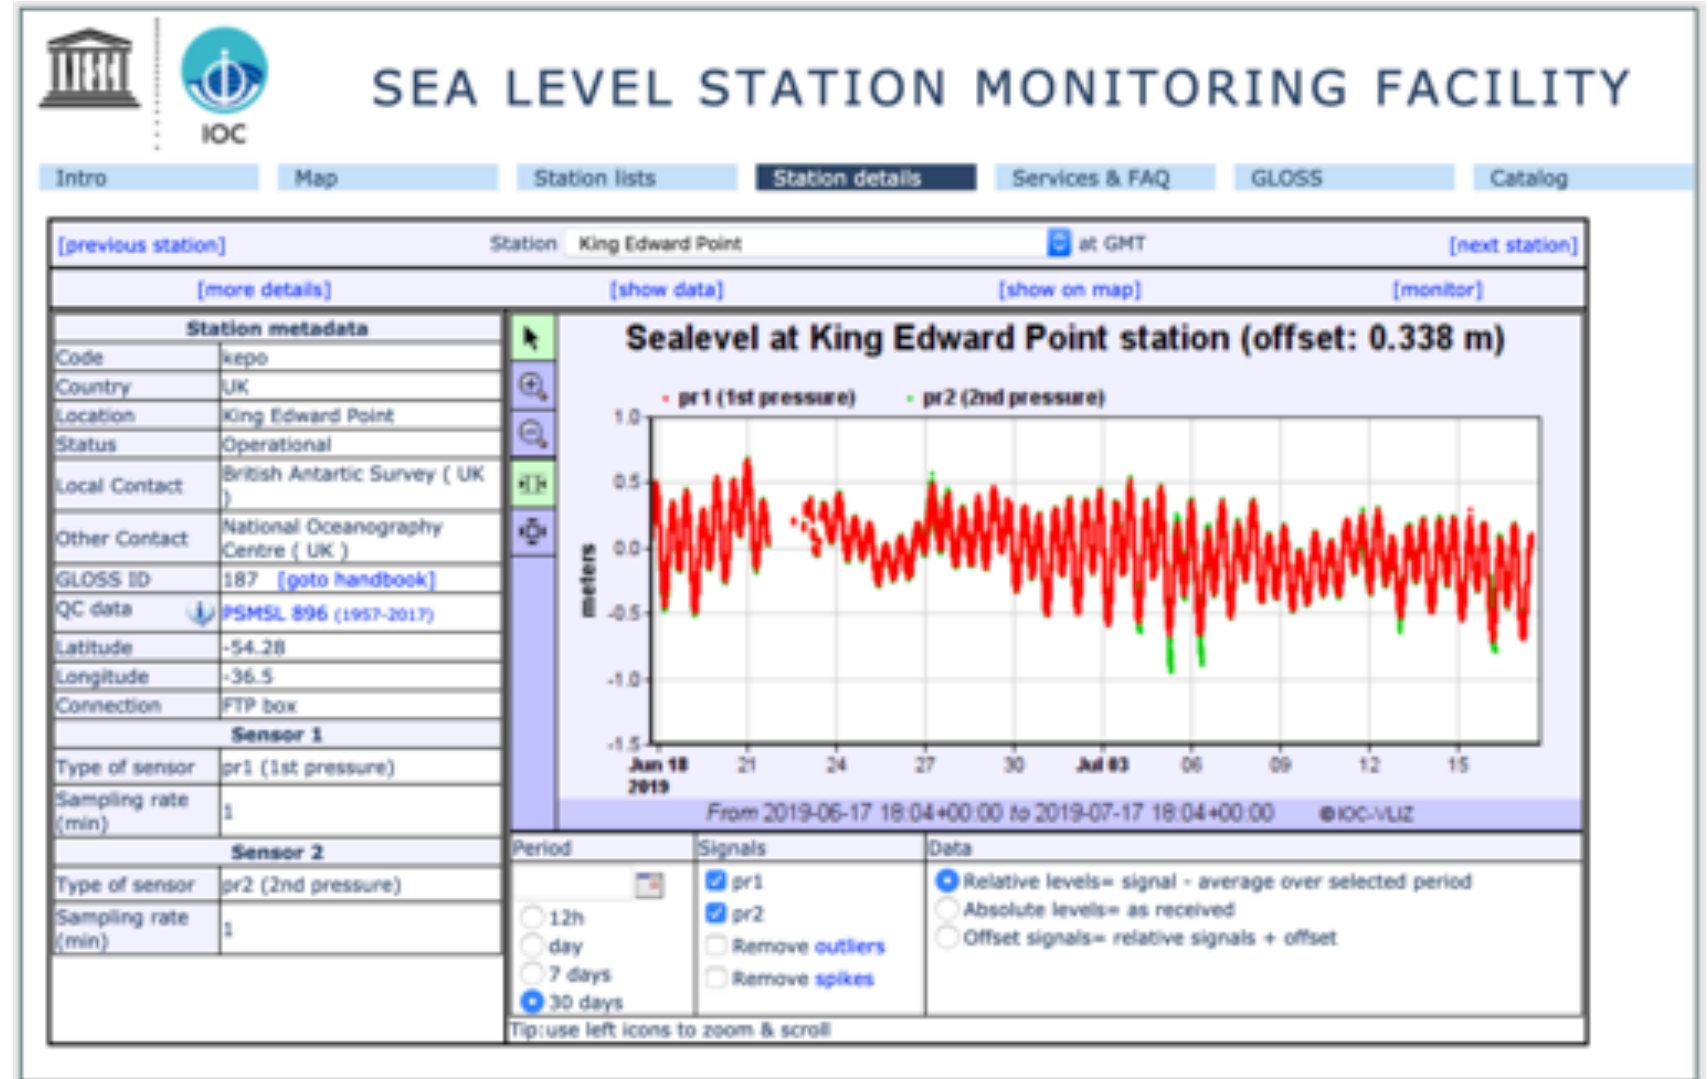 IOC
SEA LEVEL STATION MONITORING FACILITY
Intro Map Station lists Station details Services & FAQ GLOSS Catalog
[previous station] Station King Edward Point at GMT [next station]
[more details] [show data] [show on map] [monitor]
Station metadata
Code kepo
Country UK
Location King Edward Point
Status Operational
Local Contact British Antartic Survey ( UK
)
Other Contact National Oceanography
Centre ( UK )
GLOSS ID 187 [goto handbook]
QC data PSMSL 896 (1957-2017)
Latitude -54.28
Longitude -36.5
Connection FTP box
Sensor 1
Type of sensor pr1 (1st pressure)
Sampling rate
(min) 1
Sensor 2
Type of sensor pr2 (2nd pressure)
Sampling rate
(min) 1
Sealevel at King Edward Point station (offset: 0.338 m)
pr1 (1st pressure) pr2 (2nd pressure)
1.0
0.5
0.0
-0.5
-1.0
-1.5
meters
Jun 18 21 24 27 30 Jul 03 06 09 12 15
2019
From 2019-06-17 18:04+00:00 to 2019-07-17 18:04+00:00 ©IOC-VLIZ
Period Signals Data
12h
day
7 days
30 days
pr1
pr2
Remove outliers
Remove spikes
Relative levels= signal - average over selected period
Absolute levels= as received
Offset signals= relative signals + offset
Tip:use left icons to zoom & scroll